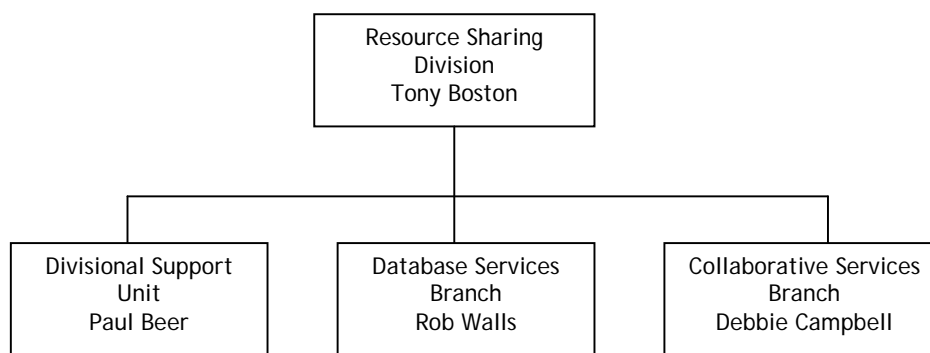 Resource Sharing
Division
Tony Boston
Divisional Support
Unit
Paul Beer
Database Services
Branch
Rob Walls
Collaborative Services
Branch
Debbie Campbell